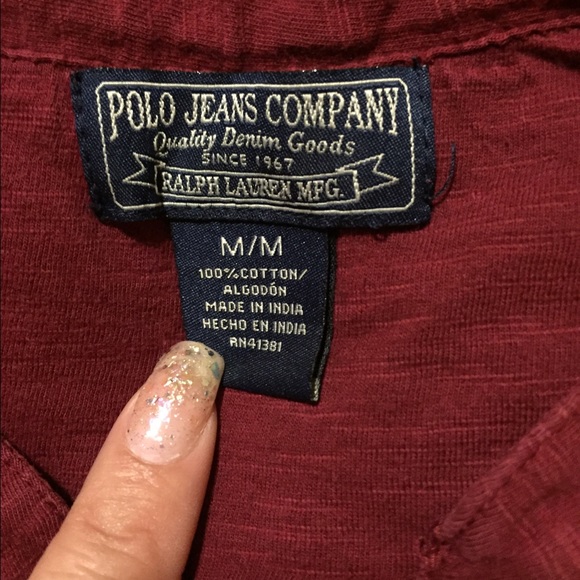 POLO JEANS COMPANY
Quality Denim Goods
SINCE 1967
RALPH LAUREN MFG.
M/M
100%COTTON/
ALGODÓN
MADE IN INDIA
HECHO EN INDIA
RN41381